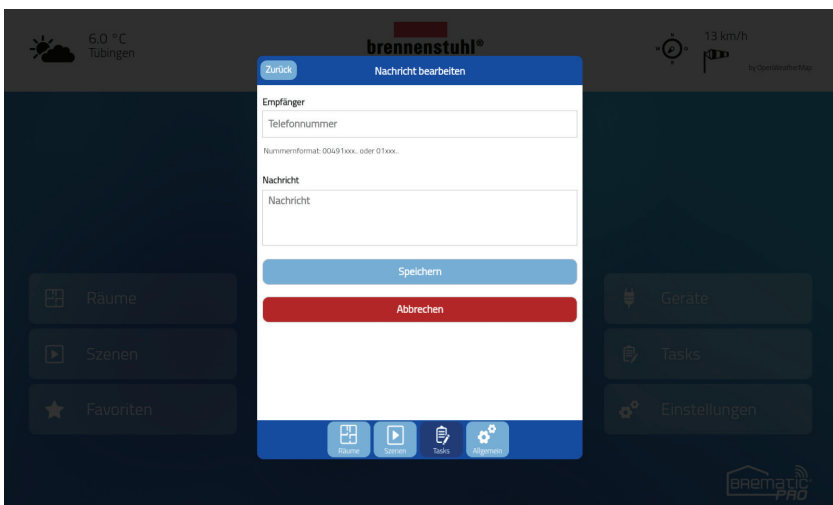 6.0 °C
Tübingen
brennenstuhl®
13 km/h
by OpenWeatherMap
Zurück
Nachricht bearbeiten
Empfänger
Telefonnummer
Nummernformat: 00491xxx.. oder 01xxx..
Nachricht
Nachricht
Speichern
Abbrechen
Räume
Szenen
Favoriten
Geräte
Tasks
Einstellungen
Räume
Szenen
Tasks
Allgemein
BREMATIC
PRO